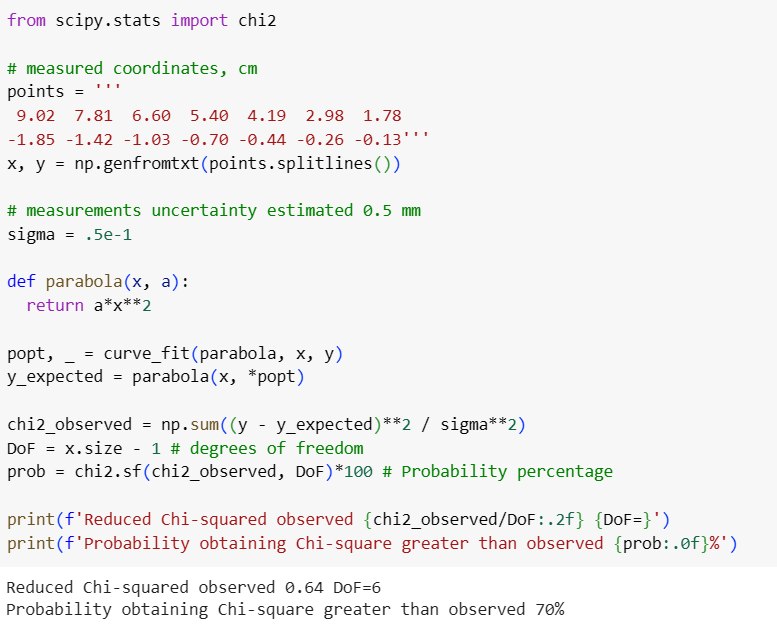 from scipy.stats import chi2

# measured coordinates, cm
points = '''
 9.02  7.81  6.60  5.40  4.19  2.98  1.78
-1.85 -1.42 -1.03 -0.70 -0.44 -0.26 -0.13'''
x, y = np.genfromtxt(points.splitlines())

# measurements uncertainty estimated 0.5 mm
sigma = .5e-1

def parabola(x, a):
  return a*x**2

popt, _ = curve_fit(parabola, x, y)
y_expected = parabola(x, *popt)

chi2_observed = np.sum((y - y_expected)**2 / sigma**2)
DoF = x.size - 1 # degrees of freedom
prob = chi2.sf(chi2_observed, DoF)*100 # Probability percentage

print(f'Reduced Chi-squared observed {chi2_observed/DoF:.2f} {DoF=}')
print(f'Probability obtaining Chi-square greater than observed {prob:.0f}%')

Reduced Chi-squared observed 0.64 DoF=6
Probability obtaining Chi-square greater than observed 70%